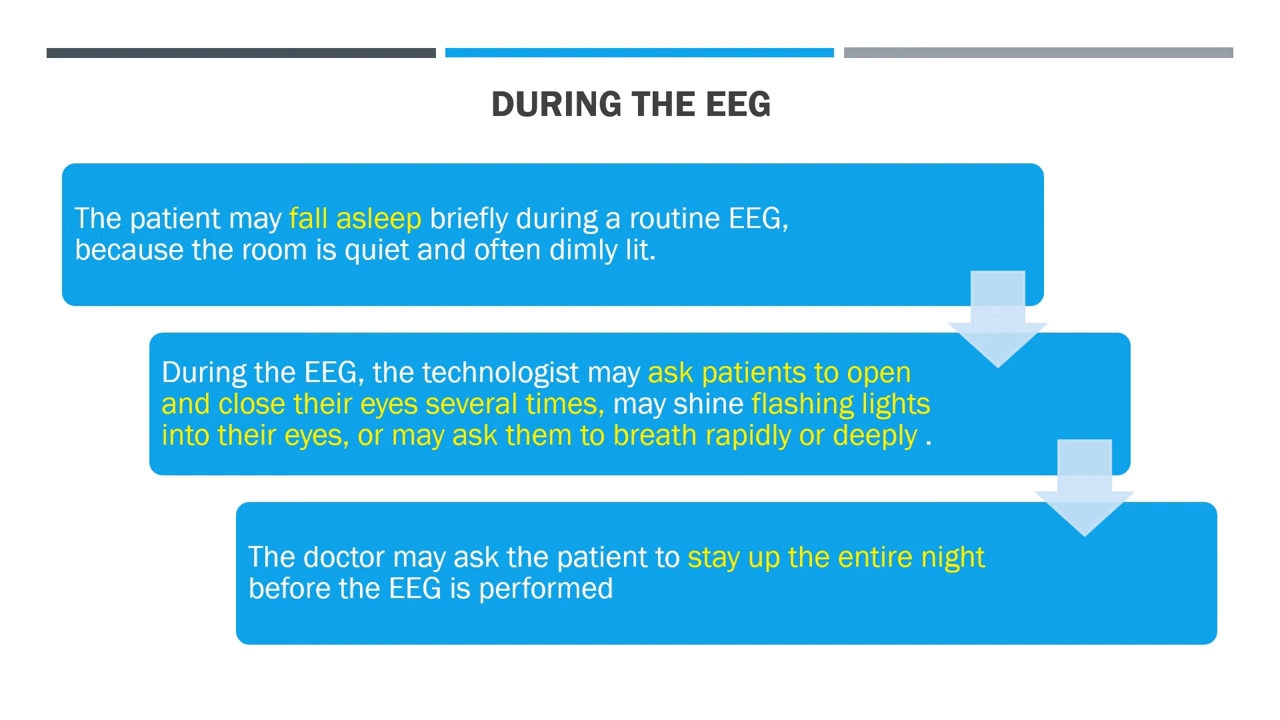 DURING THE EEG
The patient may fall asleep briefly during a routine EEG,
because the room is quiet and often dimly lit.
During the EEG, the technologist may ask patients to open
and close their eyes several times, may shine flashing lights
into their eyes, or may ask them to breath rapidly or deeply .
The doctor may ask the patient to stay up the entire night
before the EEG is performed